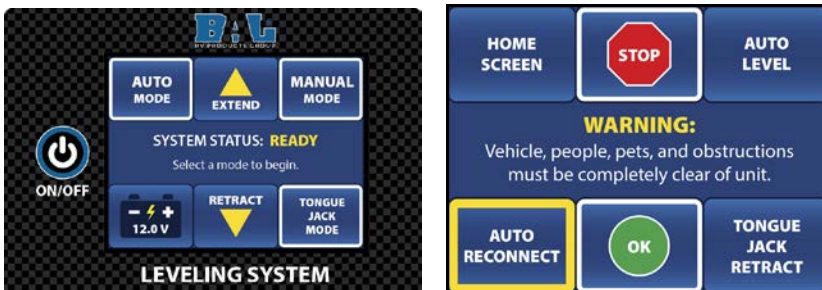 BAL
RV PRODUCTS GROUP
AUTO
MODE
EXTEND
MANUAL
MODE
SYSTEM STATUS: READY
Select a mode to begin.
ON/OFF
- +
12.0 V
RETRACT
TONGUE
JACK
MODE
LEVELING SYSTEM
HOME
SCREEN
STOP
AUTO
LEVEL
WARNING:
Vehicle, people, pets, and obstructions
must be completely clear of unit.
AUTO
RECONNECT
OK
TONGUE
JACK
RETRACT